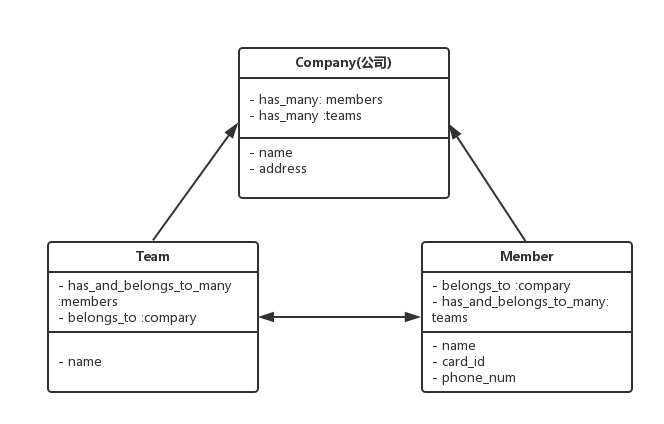 Company(公司)
- has_many: members
- has_many :teams
- name
- address
Team
- has_and_belongs_to_many
:members
- belongs_to :compary
- name
Member
- belongs_to :compary
- has_and_belongs_to_many:
teams
- name
- card_id
- phone_num